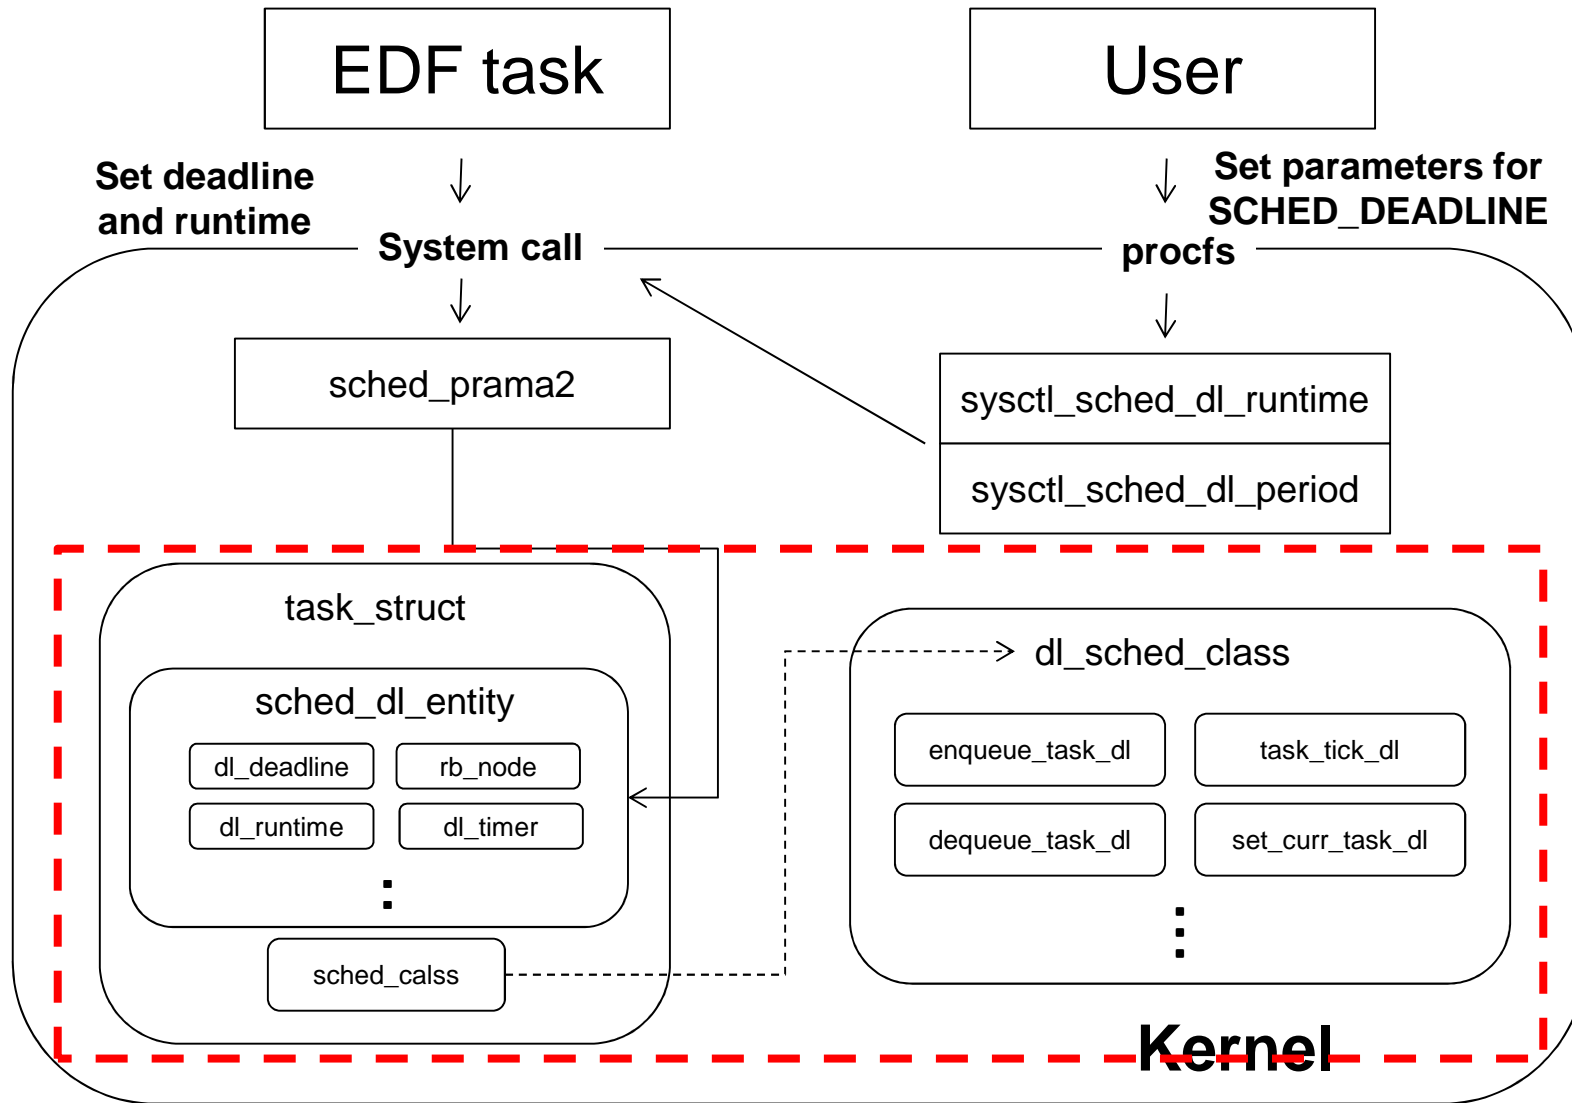 EDF task
User
Set deadline
and runtime
Set parameters for
SCHED_DEADLINE
System call
procfs
sched_prama2
sysctl_sched_dl_runtime
sysctl_sched_dl_period
task_struct
sched_dl_entity
dl_deadline
rb_node
dl_runtime
dl_timer
:
sched_calss
dl_sched_class
enqueue_task_dl
task_tick_dl
dequeue_task_dl
set_curr_task_dl
⋮
Kernel